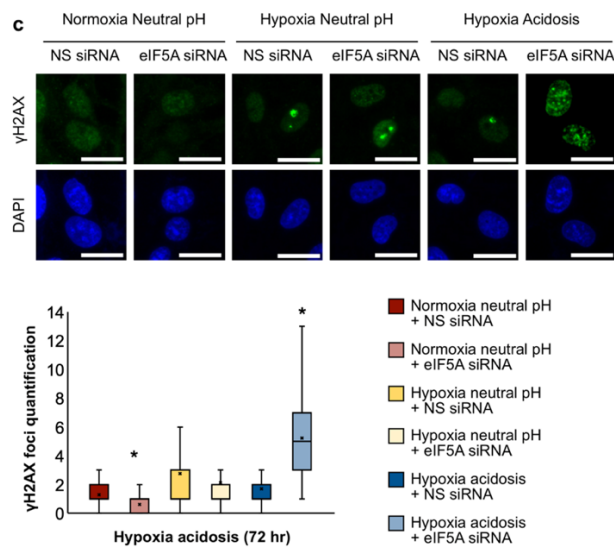 c
Normoxia Neutral pH Hypoxia Neutral pH Hypoxia Acidosis
NS siRNA eIF5A siRNA NS siRNA eIF5A siRNA NS siRNA eIF5A siRNA
γH2AX
DAPI
γH2AX foci quantification
14
12
10
8
6
4
2
0
*
*
Hypoxia acidosis (72 hr)
Normoxia neutral pH
+ NS siRNA
Normoxia neutral pH
+ eIF5A siRNA
Hypoxia neutral pH
+ NS siRNA
Hypoxia neutral pH
+ eIF5A siRNA
Hypoxia acidosis
+ NS siRNA
Hypoxia acidosis
+ eIF5A siRNA